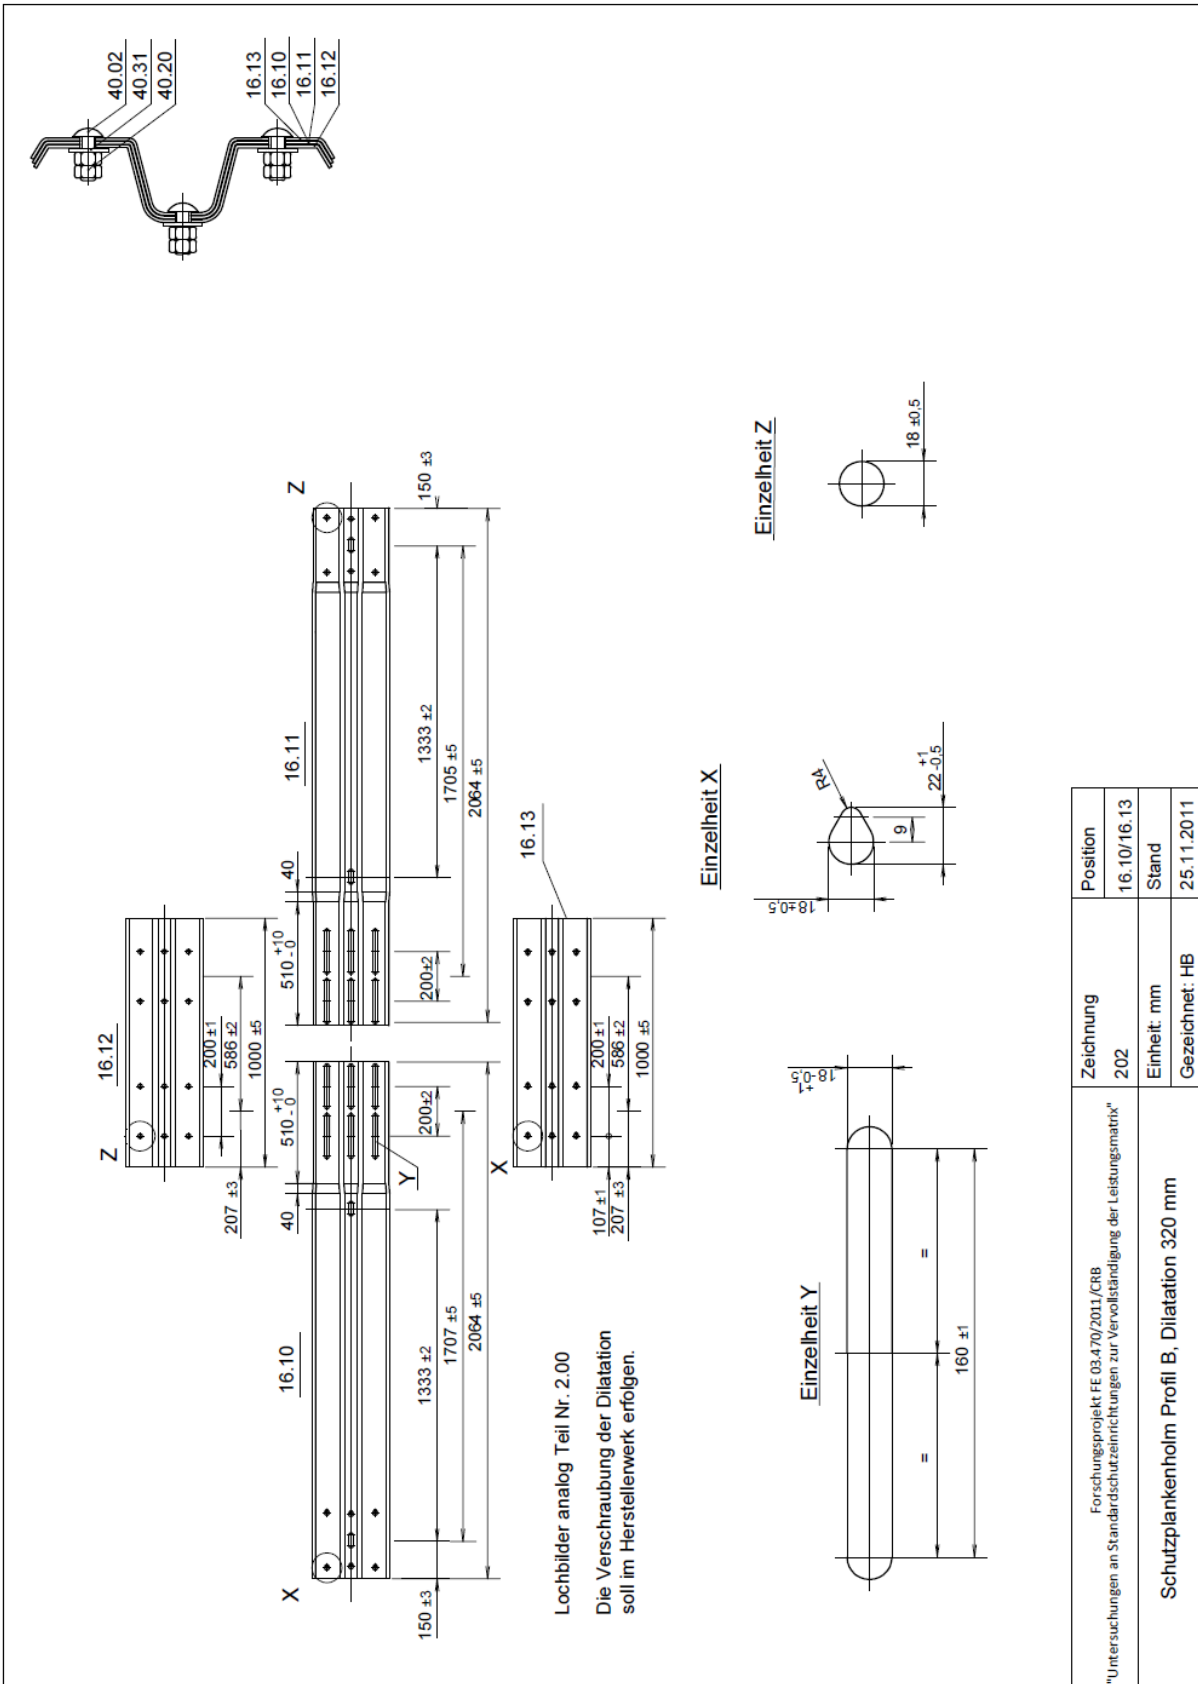 40.02
40.31
40.20
16.13
16.10
16.11
16.12
16.12
Z
200 ±1
586 ±2
1000 ±5
207 ±3
16.10
X
Y
40
510 +10 -0
200±2
1333 ±2
1707 ±5
2064 ±5
150 ±3
16.11
Z
510 +10 -0
40
200±2
1333 ±2
1705 ±5
2064 ±5
150 ±3
16.13
X
200 ±1
586 ±2
1000 ±5
107 ±1
207 ±3
Lochbilder analog Teil Nr. 2.00
Die Verschraubung der Dilatation
soll im Herstellerwerk erfolgen.
Einzelheit Y
18 +1 -0,5
=
=
160 ±1
Einzelheit X
R4
18±0,5
9
22 +1 -0,5
Einzelheit Z
18 ±0,5
Forschungsprojekt FE 03.470/2011/CRB
"Untersuchungen an Standardschutzeinrichtungen zur Vervollständigung der Leistungsmatrix"
Schutzplankenholm Profil B, Dilatation 320 mm
Zeichnung
202
Position
16.10/16.13
Einheit: mm
Stand
Gezeichnet: HB
25.11.2011